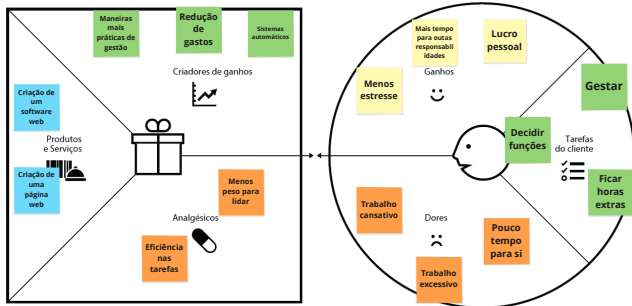 Maneiras
mais
práticas de
gestão
Redução
de
gastos
Sistemas
automáticos
Criadores de ganhos
Criação de
um
software
web
Produtos
e Serviços
Criação de
uma
página
web
Menos
peso para
lidar
Analgésicos
Eficiência
nas
tarefas
Mais tempo
para outas
responsabil
idades
Lucro
pessoal
Menos
estresse
Ganhos
Gestar
Decidir
funções
Tarefas
do cliente
Ficar
horas
extras
Trabalho
cansativo
Dores
Pouco
tempo
para si
Trabalho
excessivo